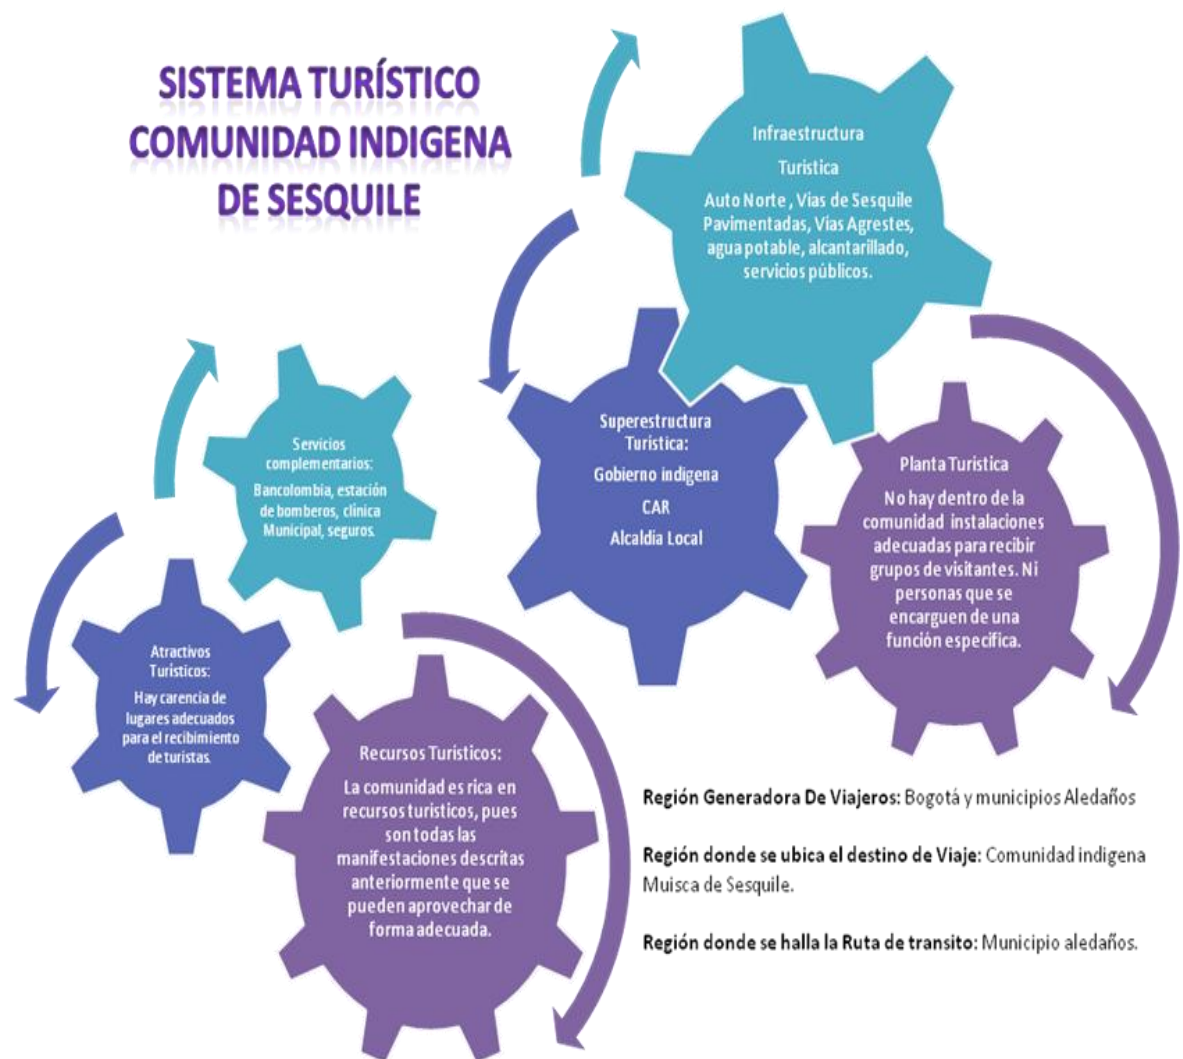 SISTEMA TURÍSTICO
COMUNIDAD INDIGENA
DE SESQUILE
Infraestructura
Turistica
Auto Norte , Vias de Sesquile
Pavimentadas, Vias Agrestes,
agua potable, alcantarillado,
servicios públicos.
Superestructura
Turistica:
Gobierno indigena
CAR
Alcaldía Local
Planta Turistica
No hay dentro de la
comunidad instalaciones
adecuadas para recibir
grupos de visitantes. Ni
personas que se
encarguen de una
función especifica.
Servicios
complementarios:
Bancolombia, estación
de bomberos, clinica
Municipal, seguros.
Atractivos
Turisticos:
Hay carencia de
lugares adecuados
para el recibimiento
de turistas.
Recursos Turisticos:
La comunidad es rica en
recursos turisticos, pues
son todas las
manifestaciones descritas
anteriormente que se
pueden aprovechar de
forma adecuada.
Región Generadora De Viajeros: Bogotá y municipios Aledaños
Región donde se ubica el destino de Viaje: Comunidad indigena
Muisca de Sesquile.
Región donde se halla la Ruta de transito: Municipio aledaños.